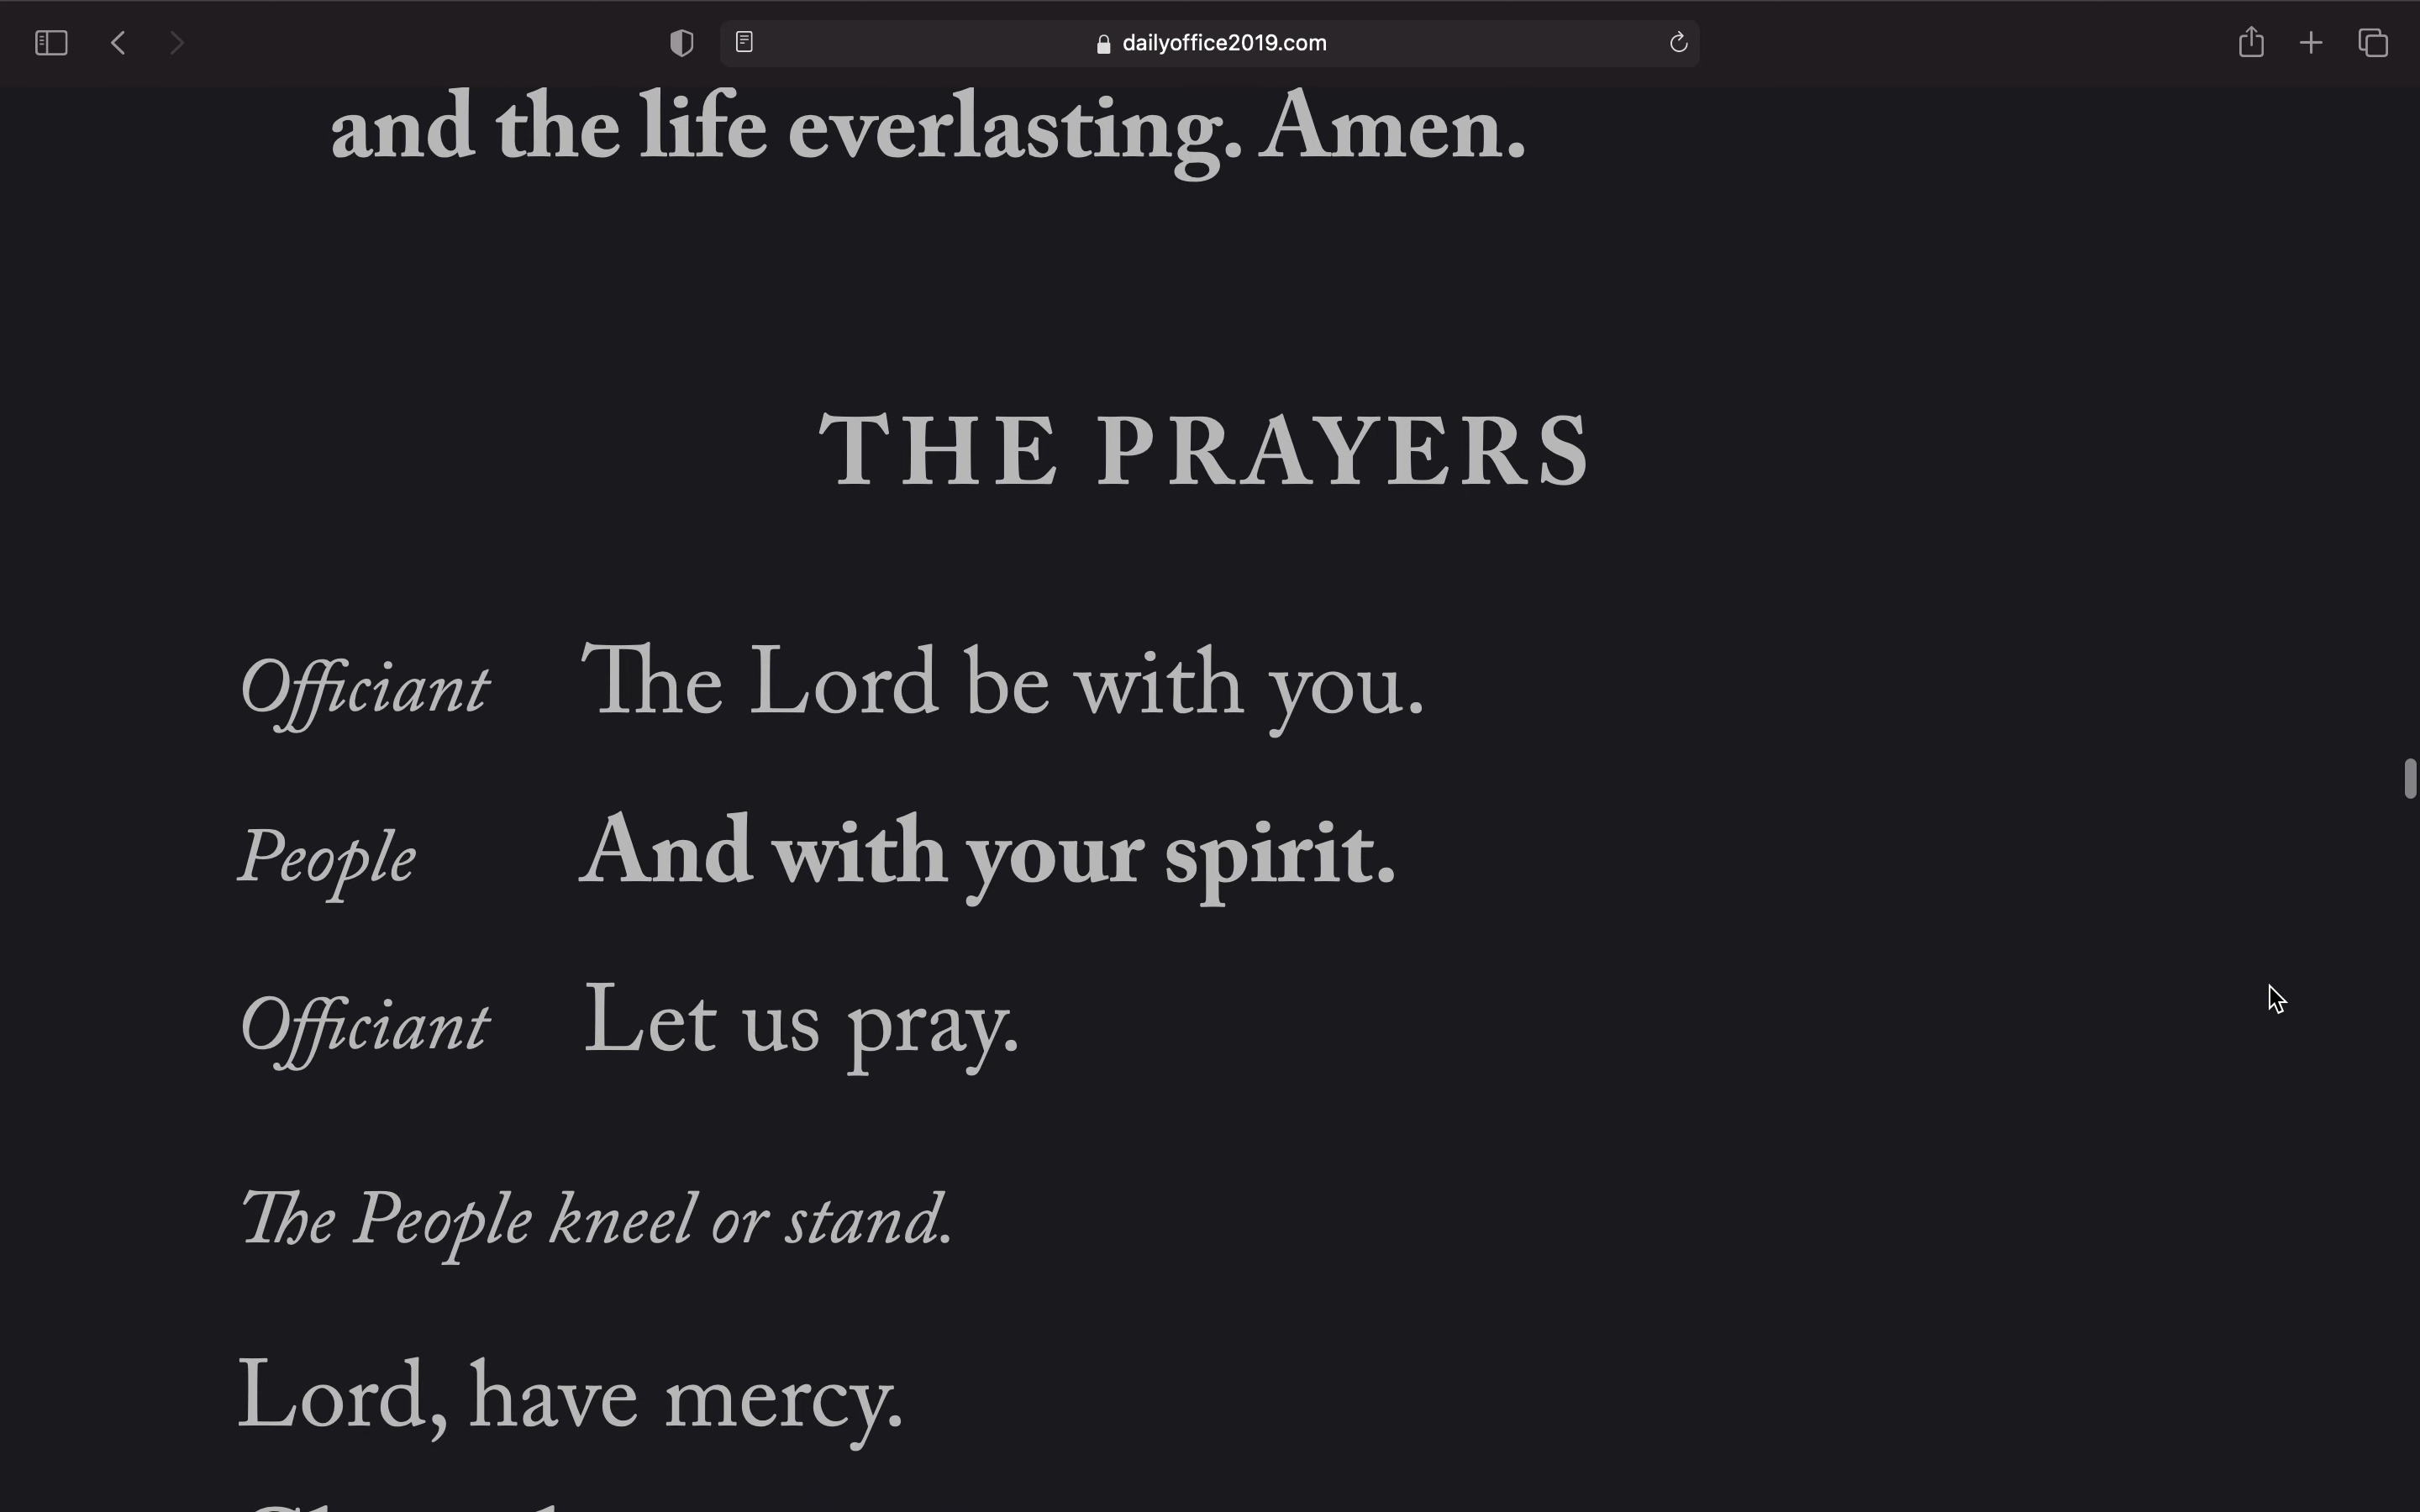 dailyoffice2019.com
and the life everlasting. Amen.
THE PRAYERS
Officiant The Lord be with you.
People And with your spirit.
Officiant Let us pray.
The People kneel or stand.
Lord, have mercy.